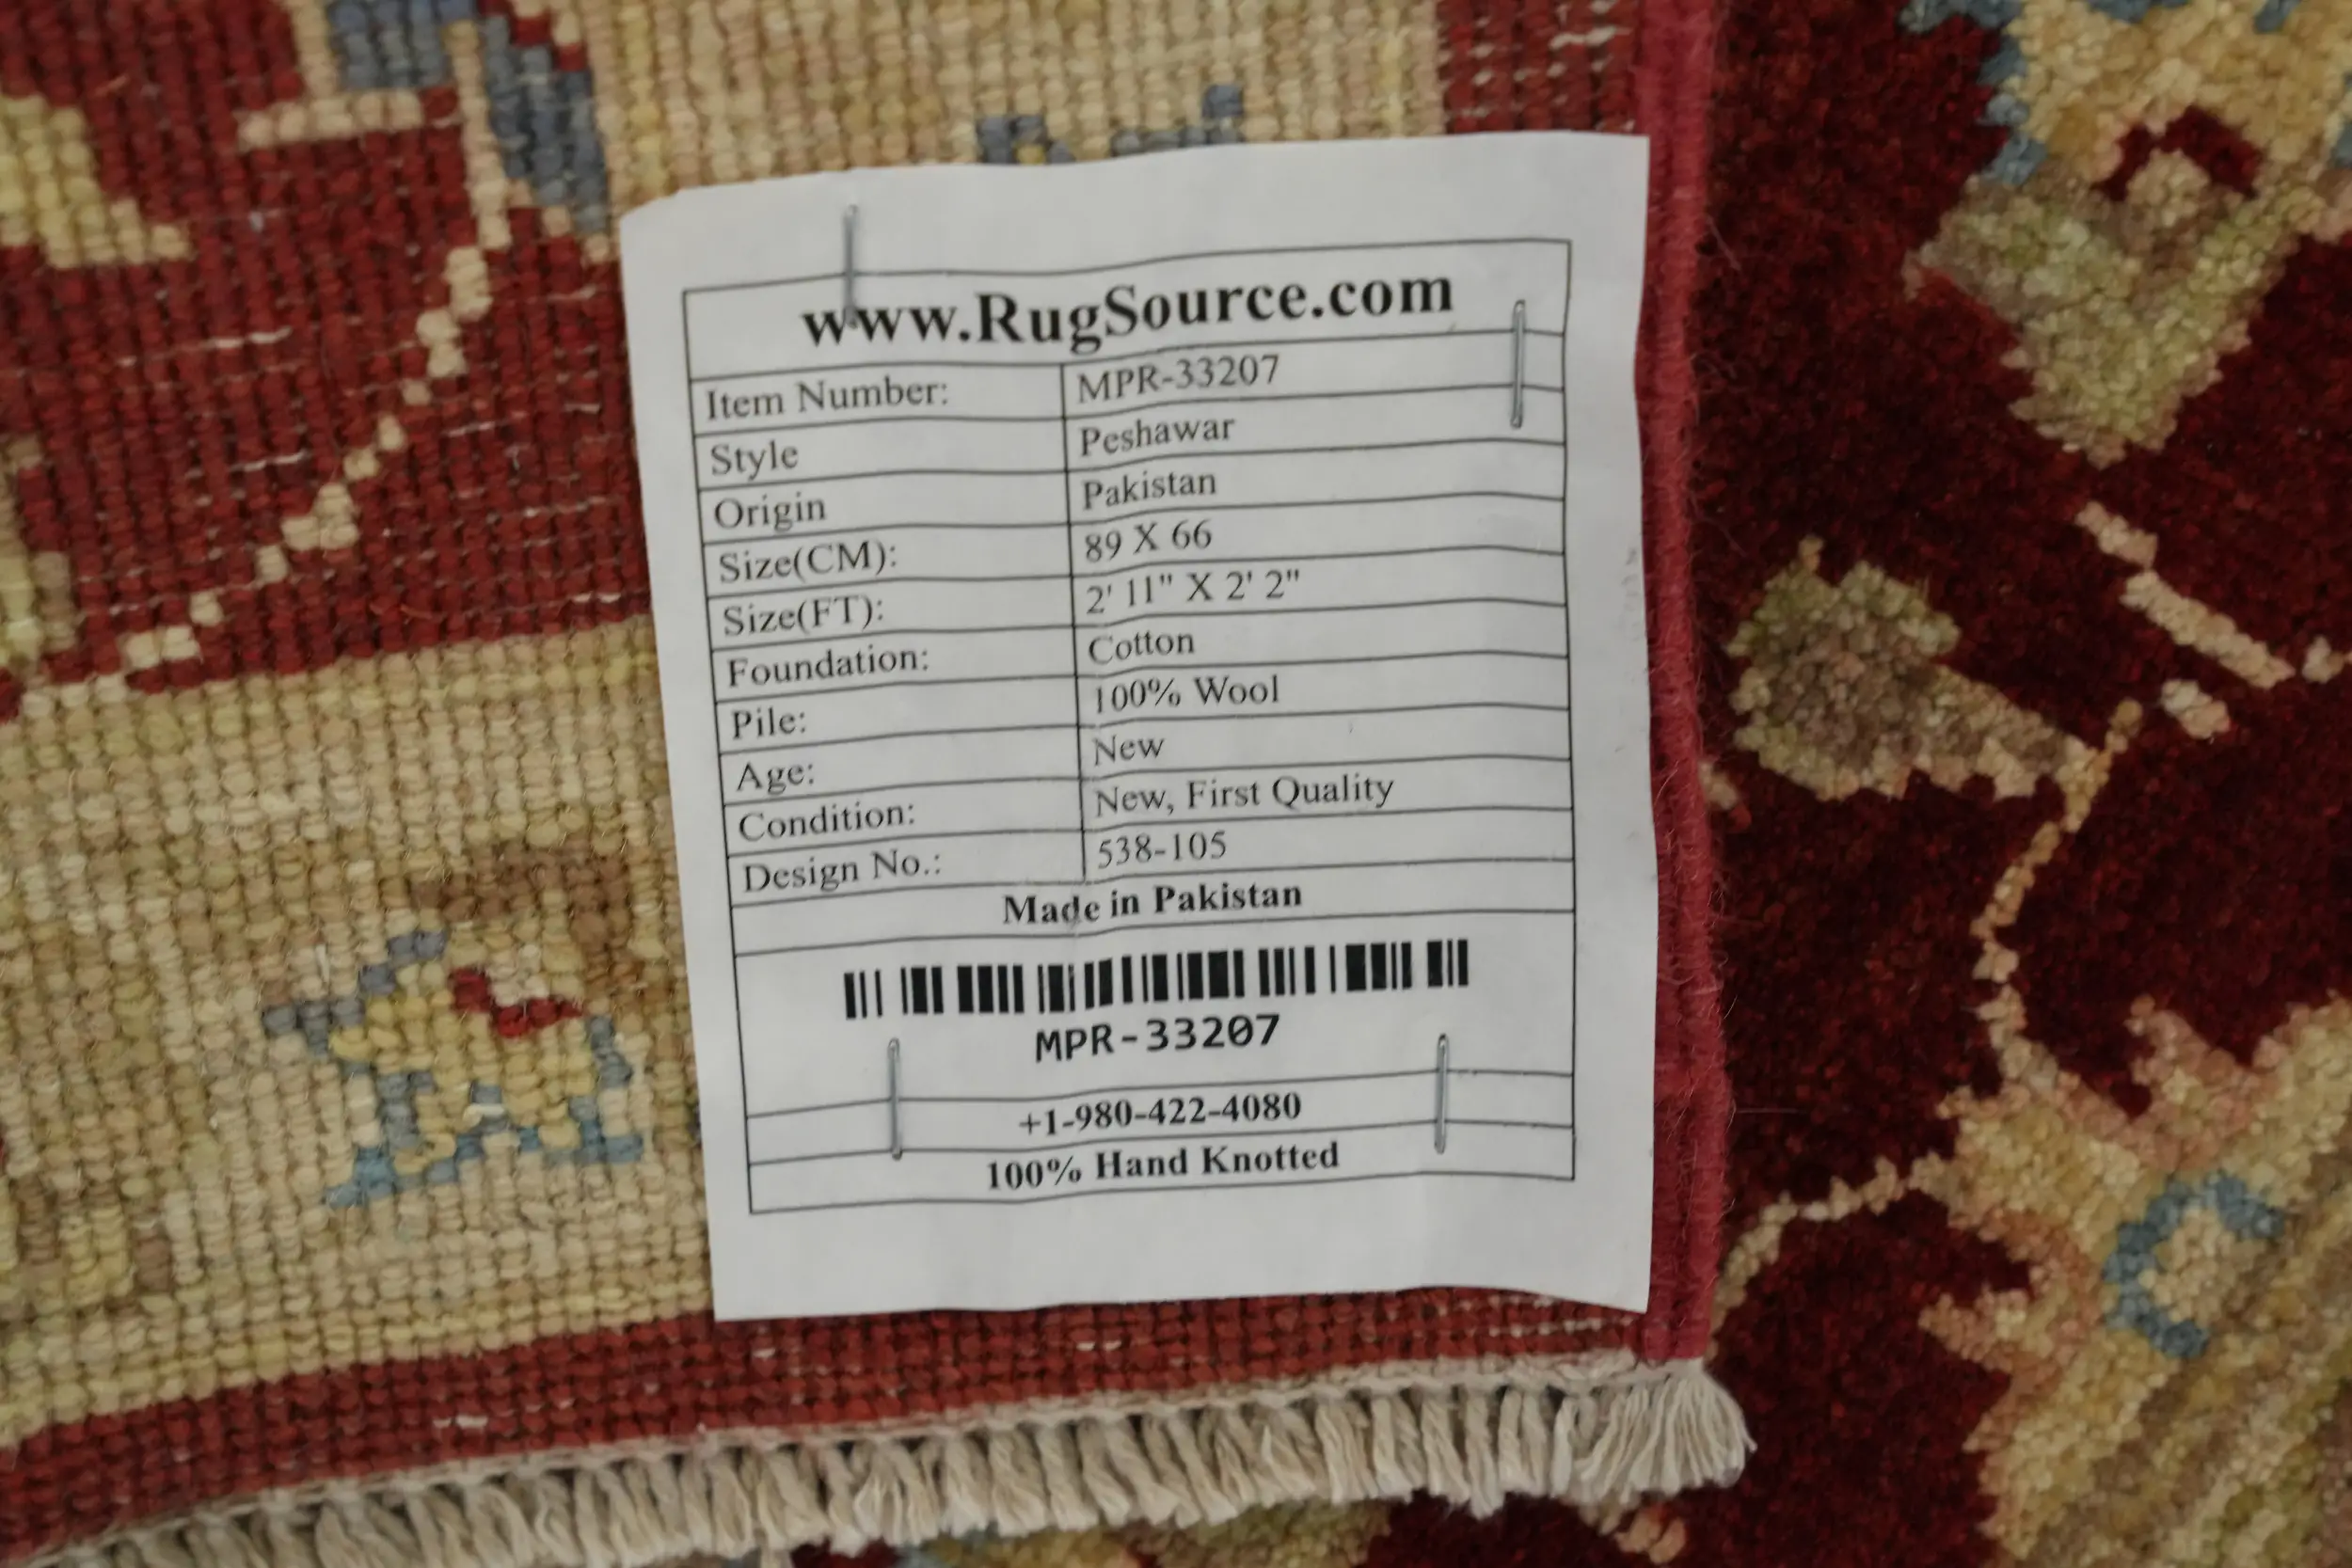 www.RugSource.com
Item Number: MPR-33207
Style Peshawar
Origin Pakistan
Size(CM): 89 X 66
Size(FT): 2' 11" X 2' 2"
Foundation: Cotton
Pile: 100% Wool
Age: New
Condition: New, First Quality
Design No.: 538-105
Made in Pakistan
MPR-33207
+1-980-422-4080
100% Hand Knotted